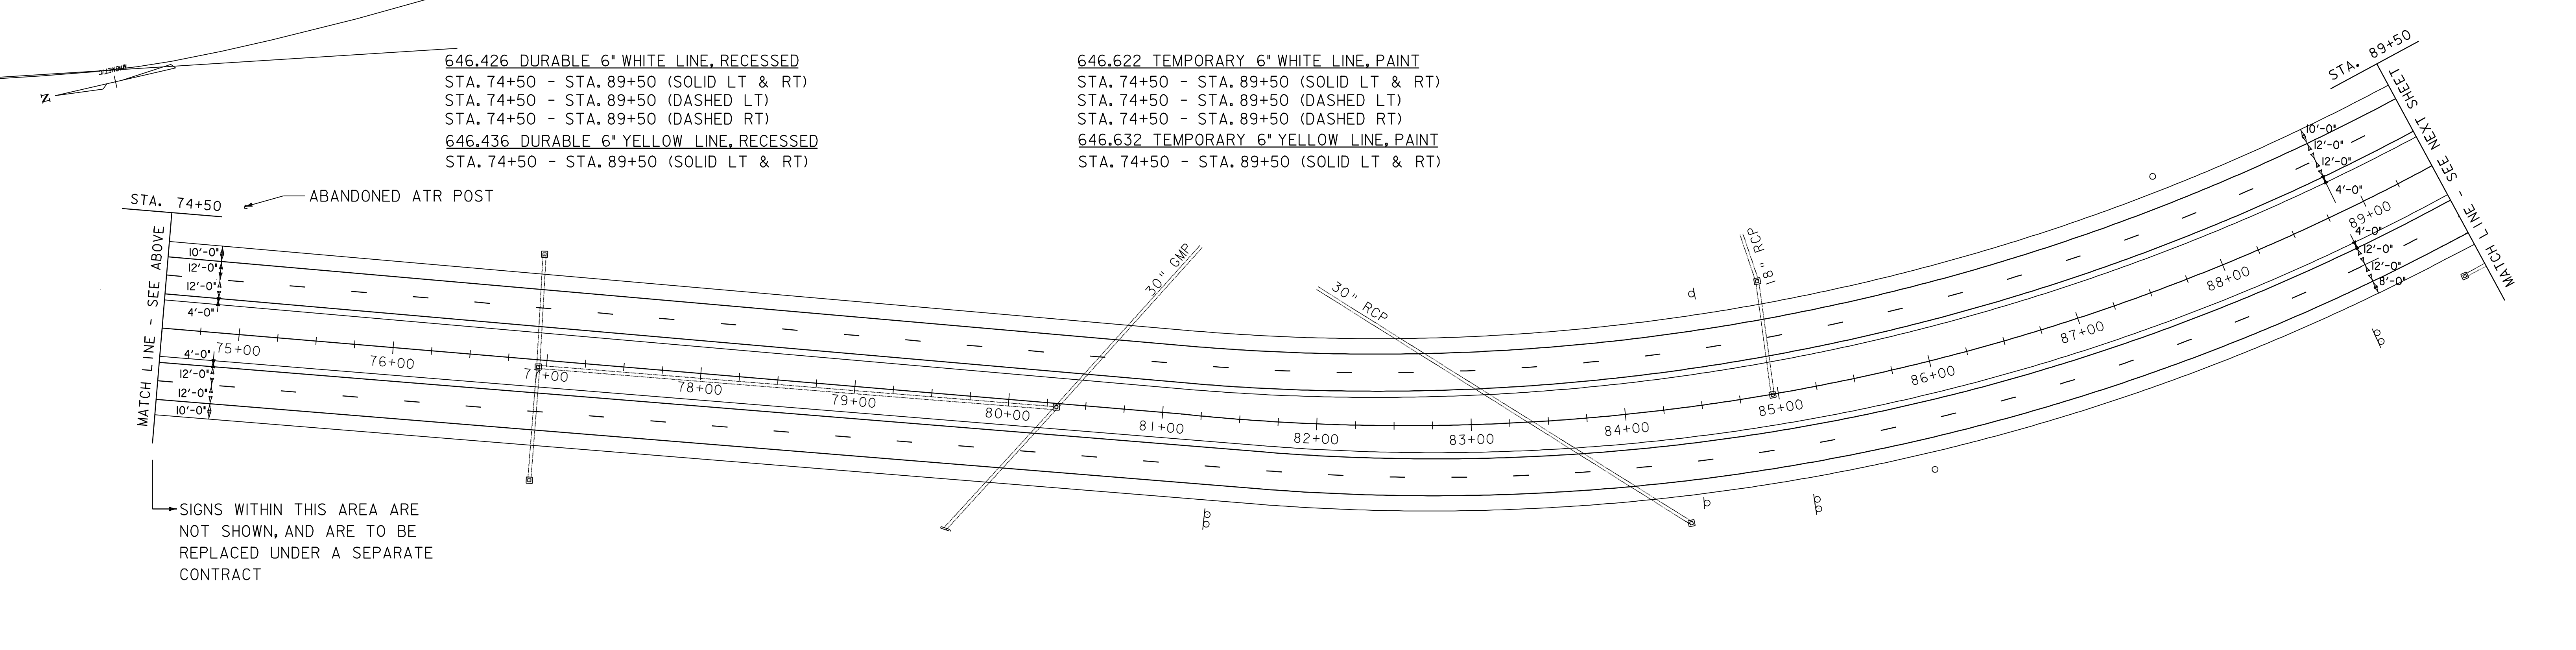 MAGNETIC
N
646.426 DURABLE 6" WHITE LINE, RECESSED
STA. 74+50 - STA. 89+50 (SOLID LT & RT)
STA. 74+50 - STA. 89+50 (DASHED LT)
STA. 74+50 - STA. 89+50 (DASHED RT)
646.436 DURABLE 6" YELLOW LINE, RECESSED
STA. 74+50 - STA. 89+50 (SOLID LT & RT)
646.622 TEMPORARY 6" WHITE LINE, PAINT
STA. 74+50 - STA. 89+50 (SOLID LT & RT)
STA. 74+50 - STA. 89+50 (DASHED LT)
STA. 74+50 - STA. 89+50 (DASHED RT)
646.632 TEMPORARY 6" YELLOW LINE, PAINT
STA. 74+50 - STA. 89+50 (SOLID LT & RT)
STA. 74+50
ABANDONED ATR POST
MATCH LINE - SEE ABOVE
10'-0"
12'-0"
12'-0"
4'-0"
4'-0"
12'-0"
12'-0"
10'-0"
75+00
76+00
77+00
78+00
79+00
80+00
81+00
82+00
83+00
84+00
85+00
86+00
87+00
88+00
89+00
30" GMP
30" RCP
18" RCP
10'-0"
12'-0"
12'-0"
4'-0"
4'-0"
12'-0"
12'-0"
8'-0"
STA. 89+50
MATCH LINE - SEE NEXT SHEET
SIGNS WITHIN THIS AREA ARE
NOT SHOWN, AND ARE TO BE
REPLACED UNDER A SEPARATE
CONTRACT